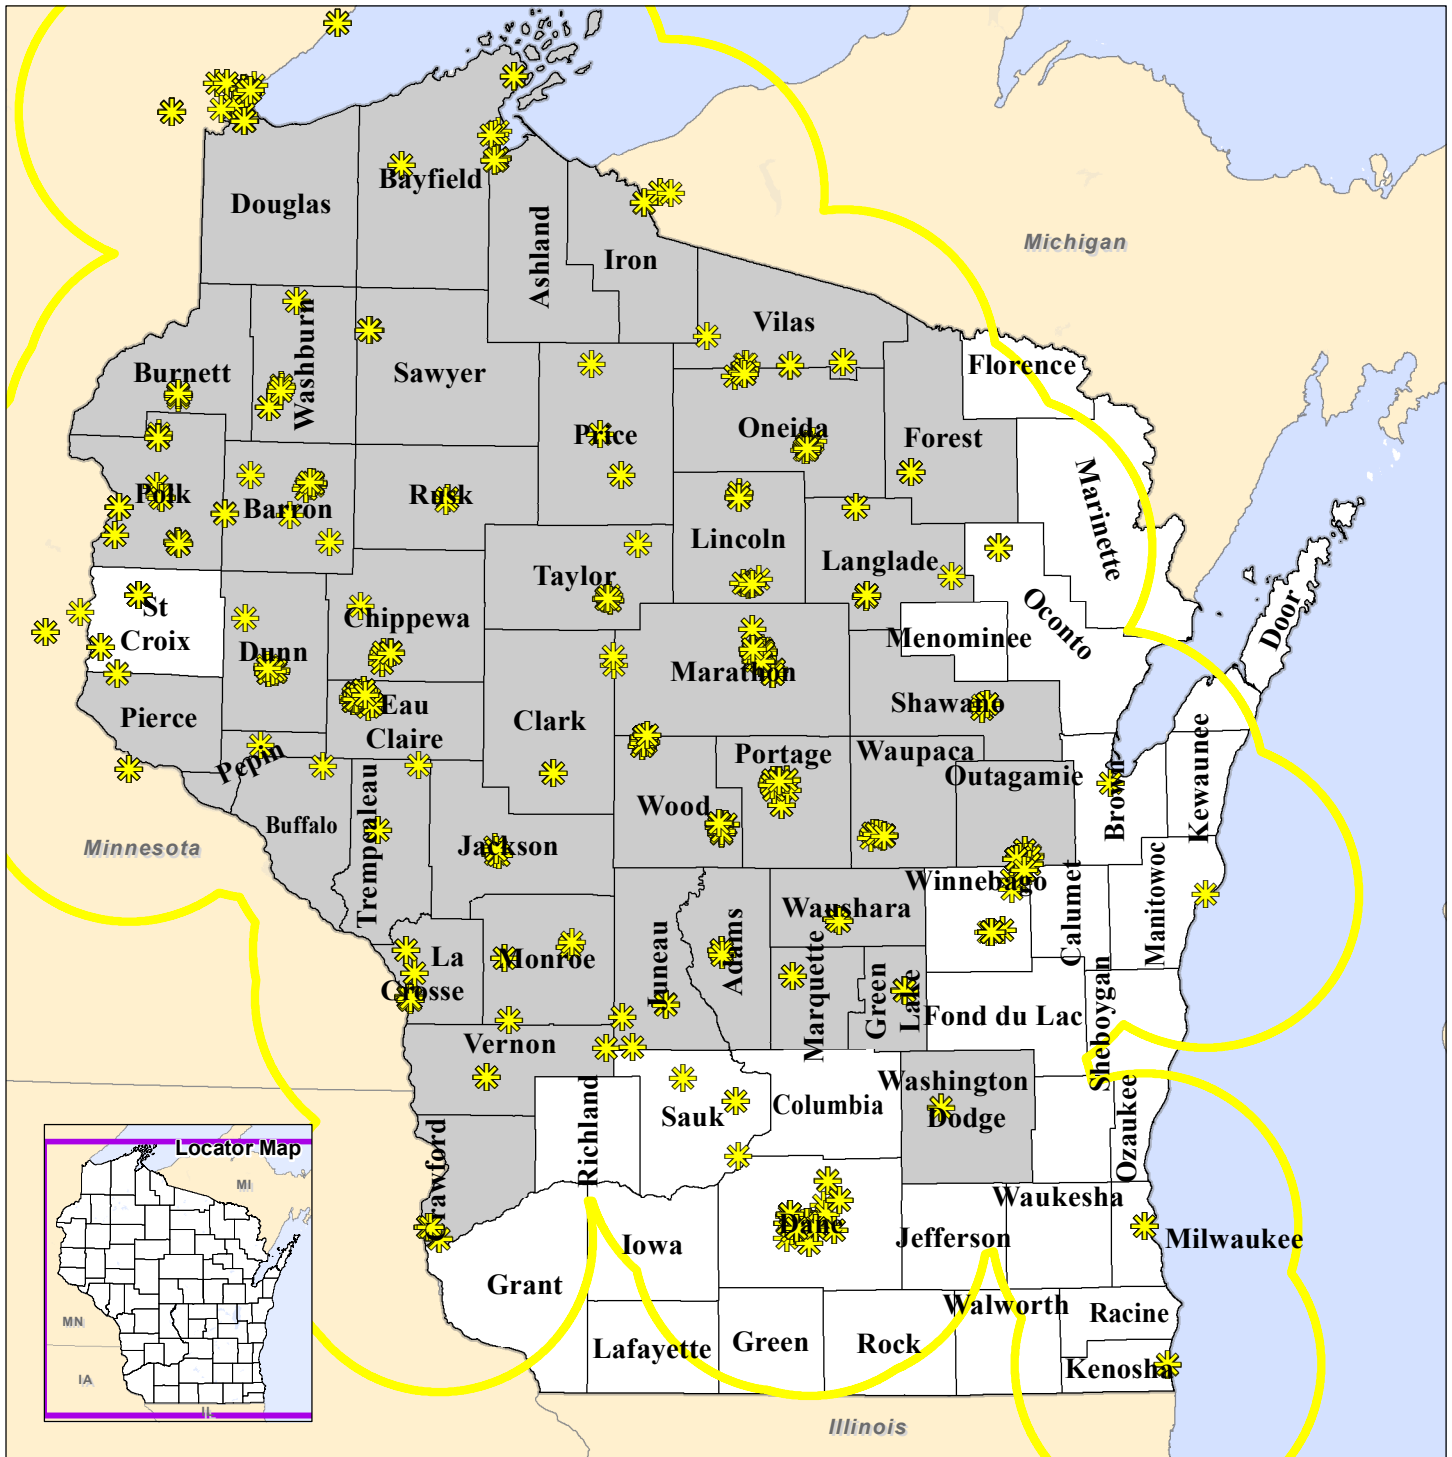 Bayfield
Douglas
Ashland
Iron
Michigan
Vilas
Washburn
Florence
Burnett
Sawyer
Price
Oneida
Forest
Marinette
Polk
Barron
Rusk
Lincoln
Langlade
Taylor
St
Croix
Chippewa
Oconto
Door
Menominee
Dunn
Marathon
Shawano
Pierce
Eau
Claire
Clark
Pepin
Portage
Waupaca
Outagamie
Brown
Kewaunee
Wood
Buffalo
Trempealeau
Minnesota
Jackson
Winnebago
Calumet
Manitowoc
Waushara
La
Crosse
Monroe
Juneau
Adams
Marquette
Green
Lake
Fond du Lac
Sheboygan
Vernon
Washington
Dodge
Columbia
Sauk
Richland
Ozaukee
Crawford
Locator Map
MI
MN
IA
IL
Waukesha
Milwaukee
Dane
Jefferson
Iowa
Grant
Walworth
Racine
Lafayette
Green
Rock
Kenosha
Illinois